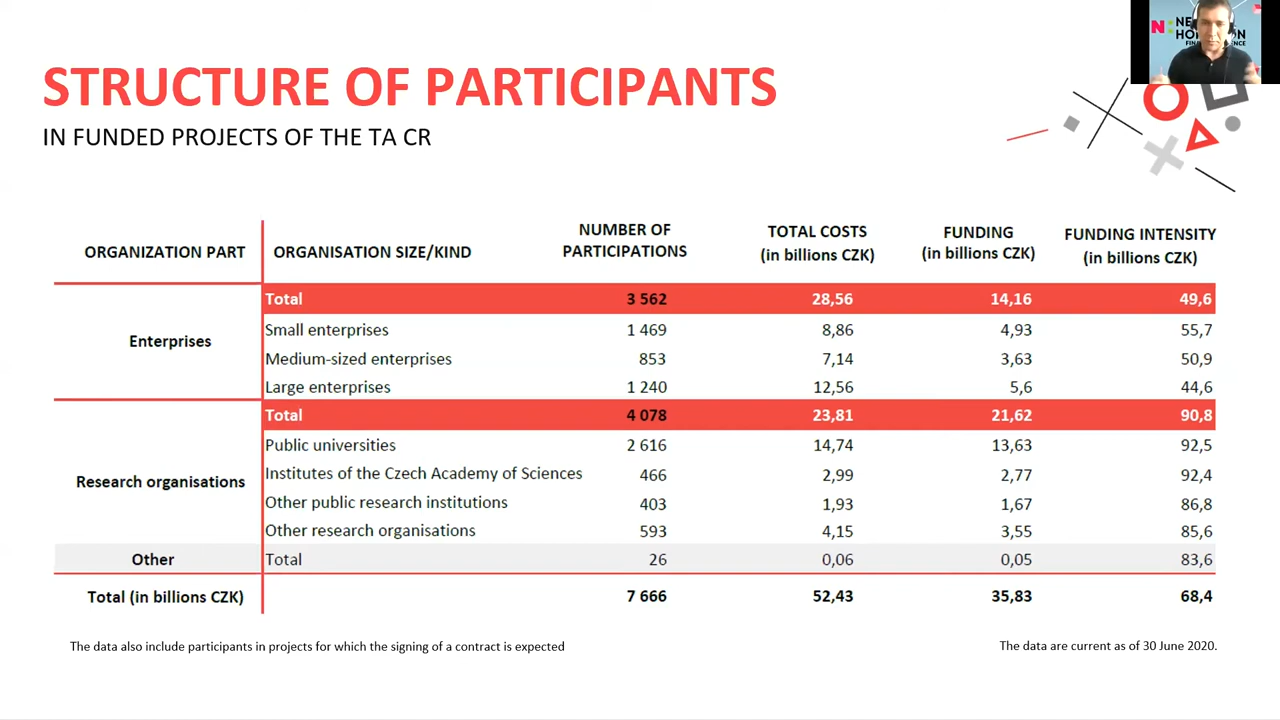 N: NE
HO ON
FIN ENCE
STRUCTURE OF PARTICIPANTS
IN FUNDED PROJECTS OF THE TA CR
ORGANIZATION PART ORGANISATION SIZE/KIND NUMBER OF PARTICIPATIONS TOTAL COSTS (in billions CZK) FUNDING (in billions CZK) FUNDING INTENSITY (in billions CZK)
Enterprises
Total 3 562 28,56 14,16 49,6
Small enterprises 1 469 8,86 4,93 55,7
Medium-sized enterprises 853 7,14 3,63 50,9
Large enterprises 1 240 12,56 5,6 44,6
Research organisations
Total 4 078 23,81 21,62 90,8
Public universities 2 616 14,74 13,63 92,5
Institutes of the Czech Academy of Sciences 466 2,99 2,77 92,4
Other public research institutions 403 1,93 1,67 86,8
Other research organisations 593 4,15 3,55 85,6
Other Total 26 0,06 0,05 83,6
Total (in billions CZK) 7 666 52,43 35,83 68,4
The data also include participants in projects for which the signing of a contract is expected
The data are current as of 30 June 2020.